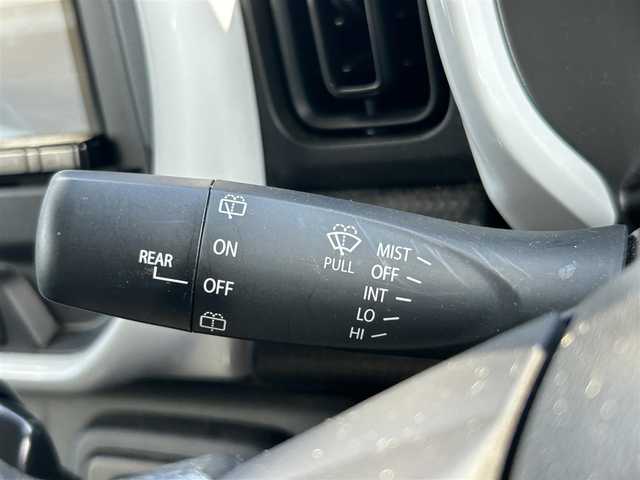 REAR
ON
OFF
PULL
MIST
OFF
INT
LO
HI